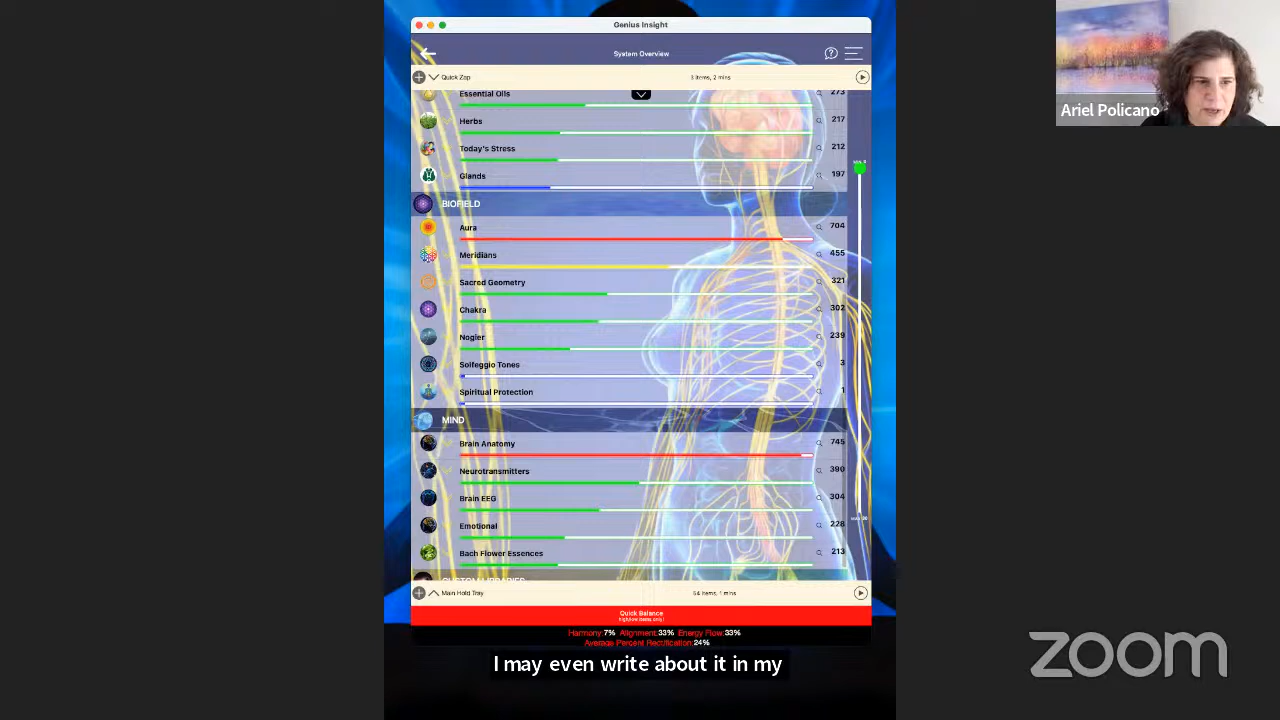 Genius Insight
System Overview
Quick Zap
3 items, 2 mins
Essential Oils 273
Herbs 217
Today's Stress 212
Glands 197
BIOFIELD
Aura 704
Meridians 455
Sacred Geometry 321
Chakra 302
Nogier 239
Solfeggio Tones 3
Spiritual Protection 1
MIND
Brain Anatomy 745
Neurotransmitters 390
Brain EEG 304
Emotional 228
Bach Flower Essences 213
CUSTOM LIBRARIES
Main Hold Tray
54 items, 1 mins
Quick Balance
Harmony:7% Alignment:33% Energy Flow:33%
Average Percent Rectification:24%
I may even write about it in my
Ariel Policano
zoom